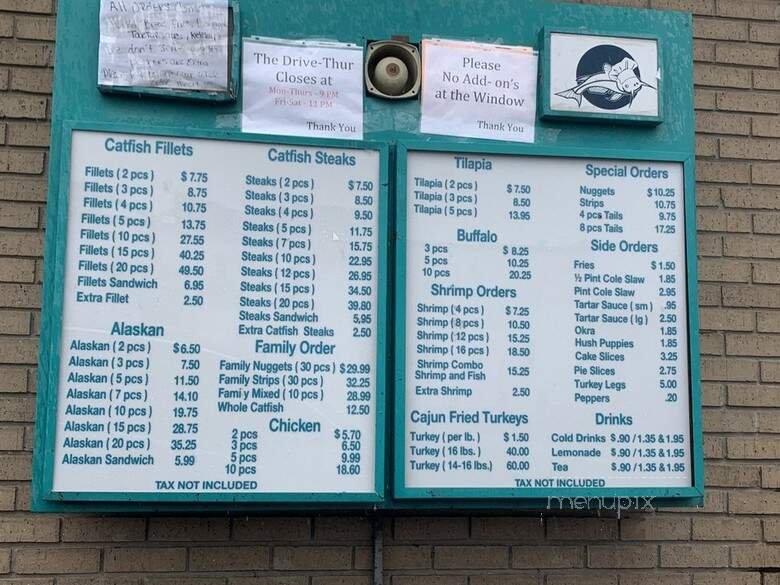 All Orders Come
Tartar Sauce, Ketchup
The Drive-Thur
Closes at
Mon-Thurs - 9 PM
Fri-Sat - 11 PM
Thank You
Please
No Add- on's
at the Window
Thank You
Catfish Fillets
Fillets ( 2 pcs ) $ 7.75
Fillets ( 3 pcs ) 8.75
Fillets ( 4 pcs ) 10.75
Fillets ( 5 pcs ) 13.75
Fillets ( 10 pcs ) 27.55
Fillets ( 15 pcs ) 40.25
Fillets ( 20 pcs ) 49.50
Fillets Sandwich 6.95
Extra Fillet 2.50
Alaskan
Alaskan ( 2 pcs ) $6.50
Alaskan ( 3 pcs ) 7.50
Alaskan ( 5 pcs ) 11.50
Alaskan ( 7 pcs ) 14.10
Alaskan ( 10 pcs ) 19.75
Alaskan ( 15 pcs ) 28.75
Alaskan ( 20 pcs ) 35.25
Alaskan Sandwich 5.99
Catfish Steaks
Steaks ( 2 pcs ) $ 7.50
Steaks ( 3 pcs ) 8.50
Steaks ( 4 pcs ) 9.50
Steaks ( 5 pcs ) 11.75
Steaks ( 7 pcs ) 15.75
Steaks ( 10 pcs ) 22.95
Steaks ( 12 pcs ) 26.95
Steaks ( 15 pcs ) 34.50
Steaks ( 20 pcs ) 39.80
Steaks Sandwich 5,95
Extra Catfish Steaks 2.50
Family Order
Family Nuggets ( 30 pcs ) $ 29.99
Family Strips ( 30 pcs ) 32.25
Fami y Mixed ( 10 pcs ) 28.99
Whole Catfish 12.50
Chicken
2 pcs $ 5.70
3 pcs 6.50
5 pcs 9.99
10 pcs 18.60
TAX NOT INCLUDED
Tilapia
Tilapia ( 2 pcs ) $ 7.50
Tilapia ( 3 pcs ) 8.50
Tilapia ( 5 pcs ) 13.95
Buffalo
3 pcs $ 8.25
5 pcs 10.25
10 pcs 20.25
Shrimp Orders
Shrimp ( 4 pcs ) $ 7.25
Shrimp ( 8 pcs ) 10.50
Shrimp ( 12 pcs ) 15.25
Shrimp ( 16 pcs ) 18.50
Shrimp Combo
Shrimp and Fish 15.25
Extra Shrimp 2.50
Cajun Fried Turkeys
Turkey ( per lb. ) $ 1.50
Turkey ( 16 lbs. ) 40.00
Turkey ( 14-16 lbs.) 60.00
Special Orders
Nuggets $ 10.25
Strips 10.75
4 pcs Tails 9.75
8 pcs Tails 17.25
Side Orders
Fries $ 1.50
½ Pint Cole Slaw 1.85
Pint Cole Slaw 2.95
Tartar Sauce ( sm ) .95
Tartar Sauce ( lg ) 2.50
Okra 1.85
Hush Puppies 1.85
Cake Slices 3.25
Pie Slices 2.75
Turkey Legs 5.00
Peppers .20
Drinks
Cold Drinks $.90 / 1.35 & 1.95
Lemonade $.90 / 1.35 & 1.95
Tea $.90 / 1.35 & 1.95
TAX NOT INCLUDED
menupix